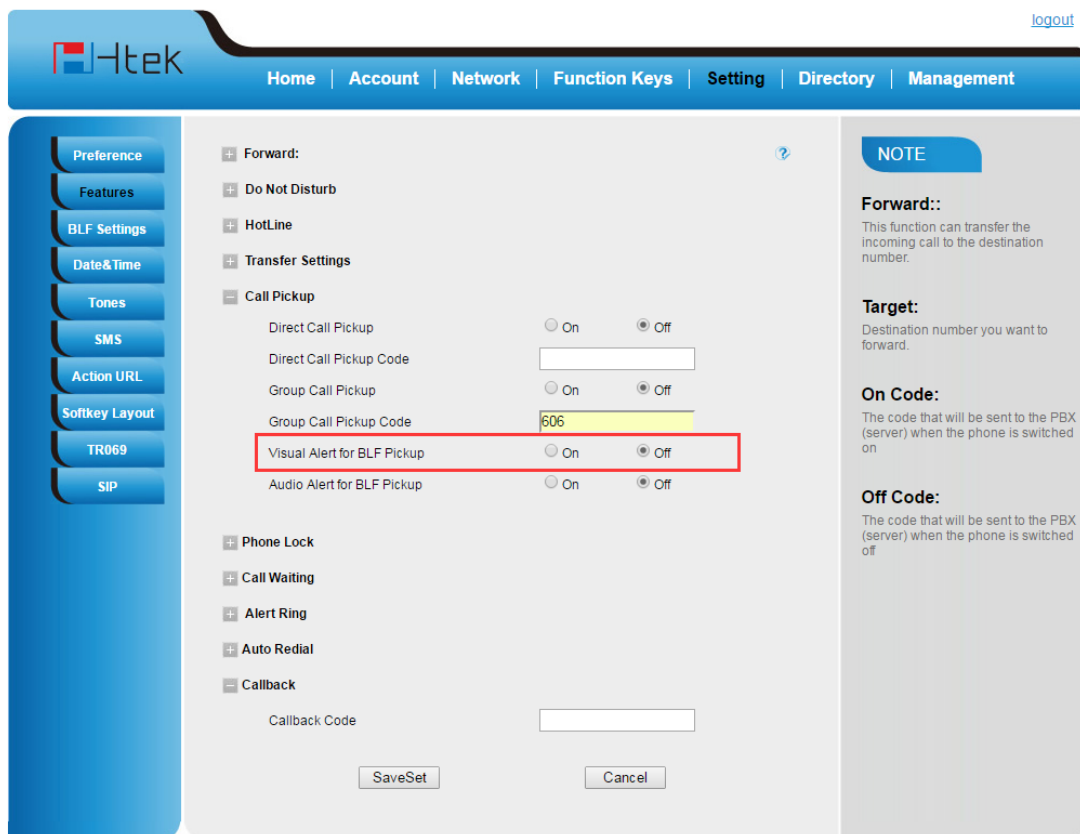 logout
Htek
Home | Account | Network | Function Keys | Setting | Directory | Management
Preference
Features
BLF Settings
Date&Time
Tones
SMS
Action URL
Softkey Layout
TR069
SIP
Forward:
Do Not Disturb
HotLine
Transfer Settings
Call Pickup
Direct Call Pickup On Off
Direct Call Pickup Code
Group Call Pickup On Off
Group Call Pickup Code 606
Visual Alert for BLF Pickup On Off
Audio Alert for BLF Pickup On Off
Phone Lock
Call Waiting
Alert Ring
Auto Redial
Callback
Callback Code
SaveSet Cancel
NOTE
Forward::
This function can transfer the
incoming call to the destination
number.
Target:
Destination number you want to
forward.
On Code:
The code that will be sent to the PBX
(server) when the phone is switched
on
Off Code:
The code that will be sent to the PBX
(server) when the phone is switched
off